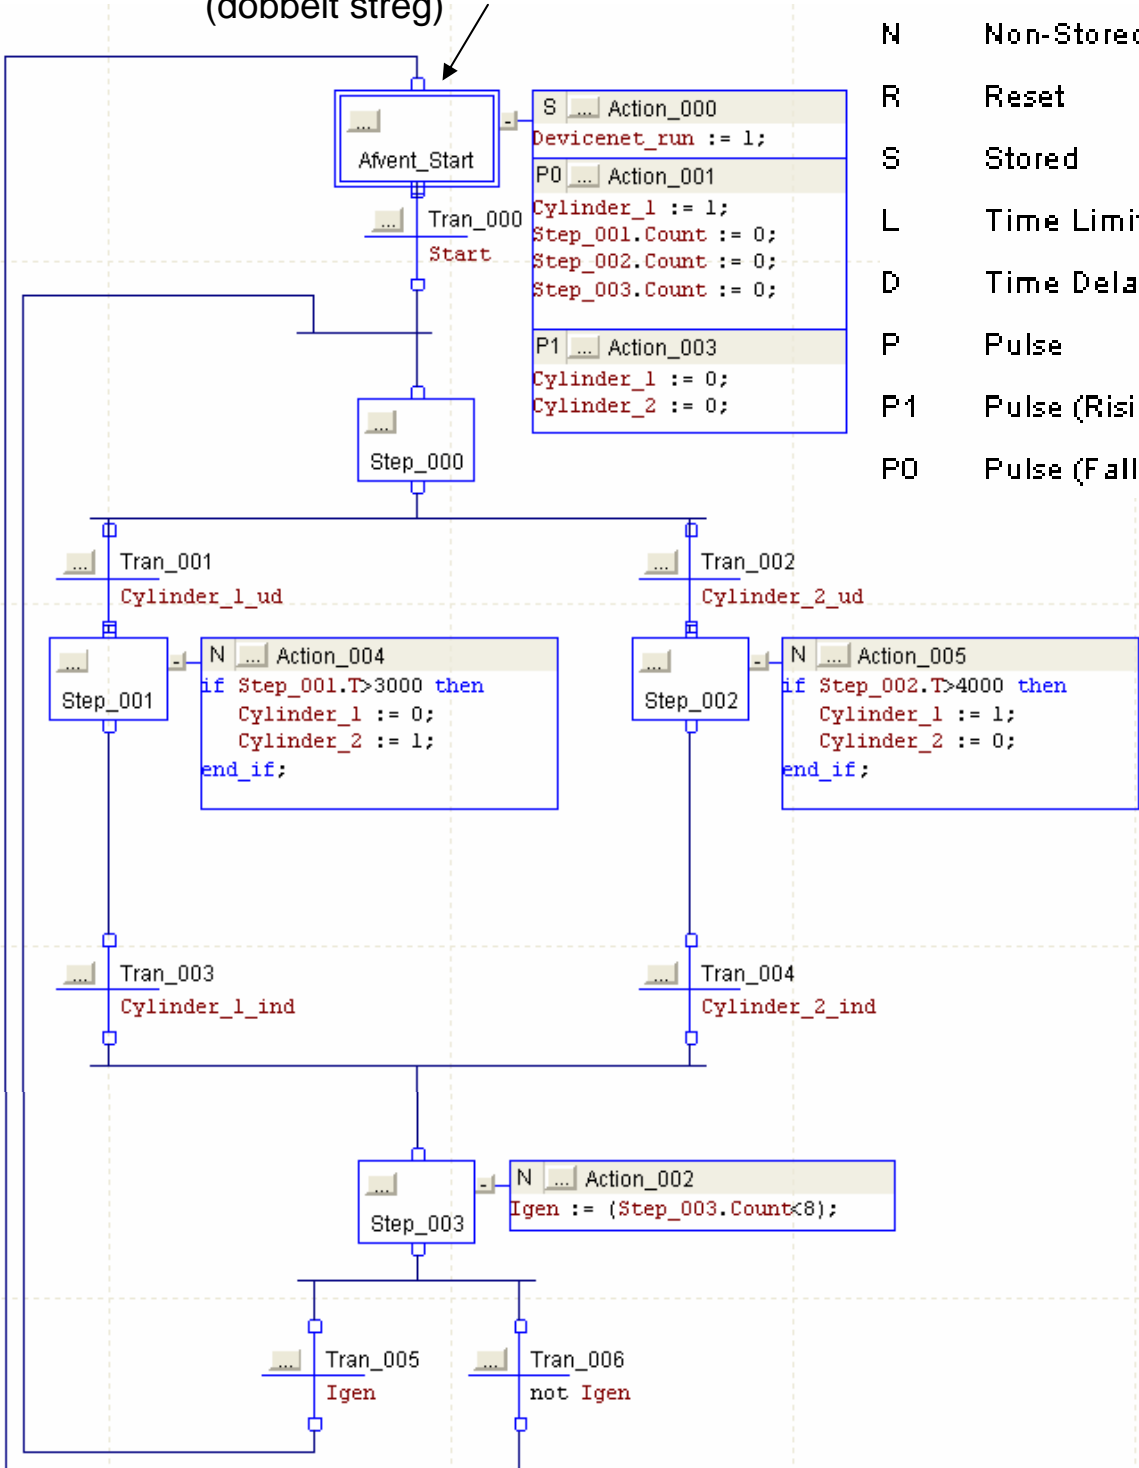 (dobbelt streg)
N Non-Stored
R Reset
S Stored
L Time Limit
D Time Dela
P Pulse
P1 Pulse (Risi
P0 Pulse (Fall
... Afvent_Start
S ... Action_000
Devicenet_run := 1;
P0 ... Action_001
Cylinder_1 := 1;
Step_001.Count := 0;
Step_002.Count := 0;
Step_003.Count := 0;
P1 ... Action_003
Cylinder_1 := 0;
Cylinder_2 := 0;
... Tran_000
Start
...
Step_000
... Tran_001
Cylinder_1_ud
... Tran_002
Cylinder_2_ud
...
Step_001
N ... Action_004
if Step_001.T>3000 then
Cylinder_1 := 0;
Cylinder_2 := 1;
end_if;
...
Step_002
N ... Action_005
if Step_002.T>4000 then
Cylinder_1 := 1;
Cylinder_2 := 0;
end_if;
... Tran_003
Cylinder_1_ind
... Tran_004
Cylinder_2_ind
...
Step_003
N ... Action_002
Igen := (Step_003.Count<8);
... Tran_005
Igen
... Tran_006
not Igen